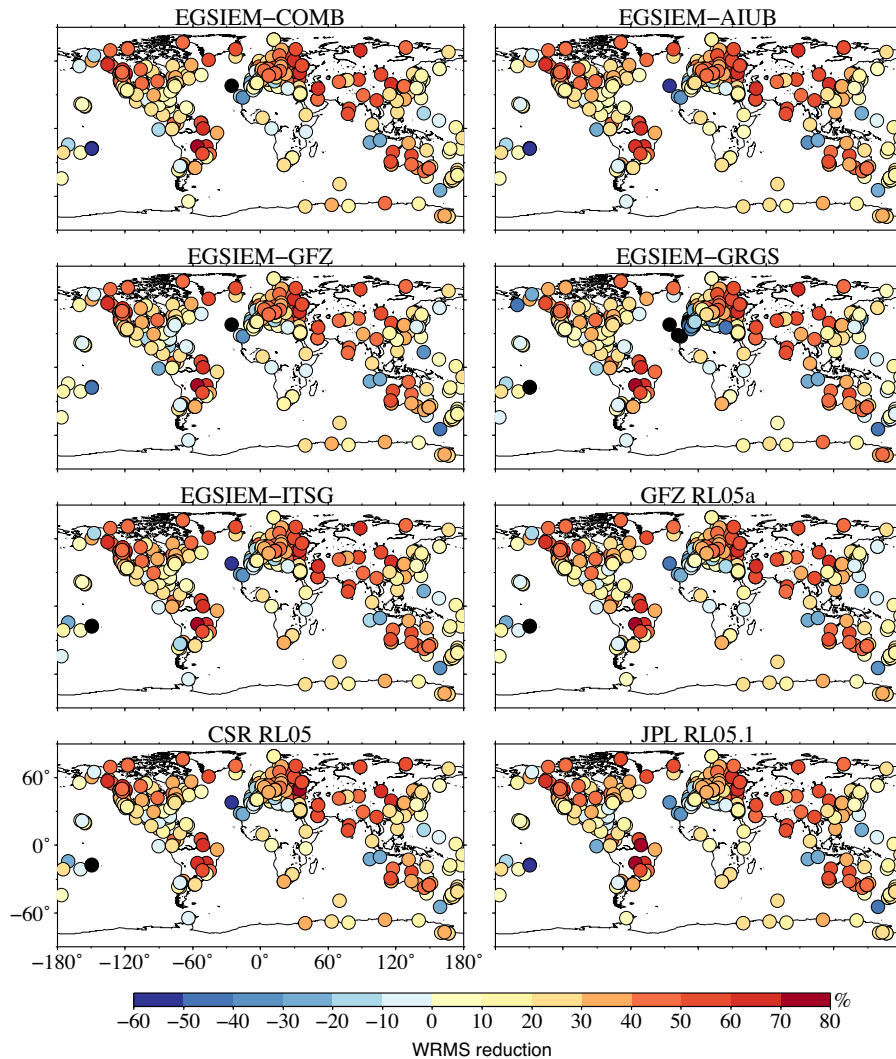 EGSIEM−COMB EGSIEM−AIUB
EGSIEM−GFZ EGSIEM−GRGS
EGSIEM−ITSG GFZ RL05a
CSR RL05 JPL RL05.1
60°
0°
−60°
−180° −120° −60° 0° 60° 120° 180°
%
−60 −50 −40 −30 −20 −10 0 10 20 30 40 50 60 70 80
WRMS reduction